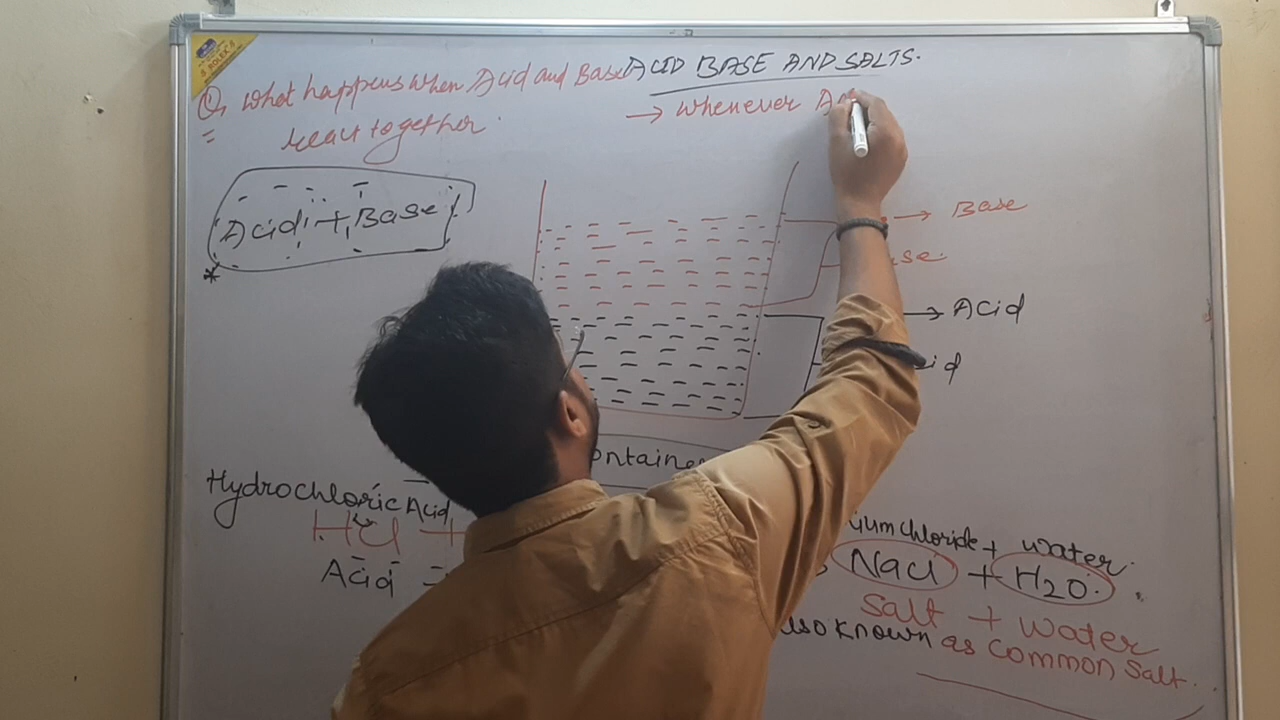 ACID BASE AND SALTS.
Q, What happens when Acid and Base
react together.
→ Whenever A
Acid + Base
→ Base
→ Acid
Hydrochloric Acid
HCl +
Acid
chloride + water.
NaCl + H2O.
Salt + water
known as common salt.